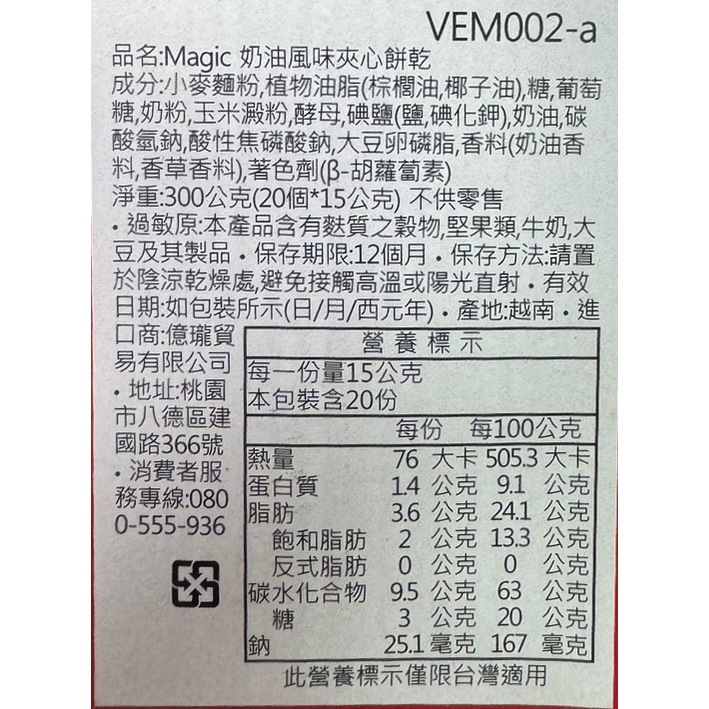 VEM002-a
品名:Magic 奶油風味夾心餅乾
成分:小麥麵粉,植物油脂(棕櫚油,椰子油),糖,葡萄
糖,奶粉,玉米澱粉,酵母,碘鹽(鹽,碘化鉀),奶油,碳
酸氫鈉,酸性焦磷酸鈉,大豆卵磷脂,香料(奶油香
料,香草香料),著色劑(β-胡蘿蔔素)
淨重:300公克(20個*15公克) 不供零售
・過敏原:本產品含有麩質之穀物,堅果類,牛奶,大
豆及其製品・保存期限:12個月・保存方法:請置
於陰涼乾燥處,避免接觸高溫或陽光直射・有效
日期:如包裝所示(日/月/西元年)・產地:越南・進
口商:億瓏貿
易有限公司
・地址:桃園
市八德區建
國路366號
・消費者服
務專線:080
0-555-936
營養標示
每一份量15公克
本包裝含20份
每份 每100公克
熱量 76 大卡 505.3 大卡
蛋白質 1.4 公克 9.1 公克
脂肪 3.6 公克 24.1 公克
飽和脂肪 2 公克 13.3 公克
反式脂肪 0 公克 0 公克
碳水化合物 9.5 公克 63 公克
糖 3 公克 20 公克
鈉 25.1 毫克 167 毫克
此營養標示僅限台灣適用